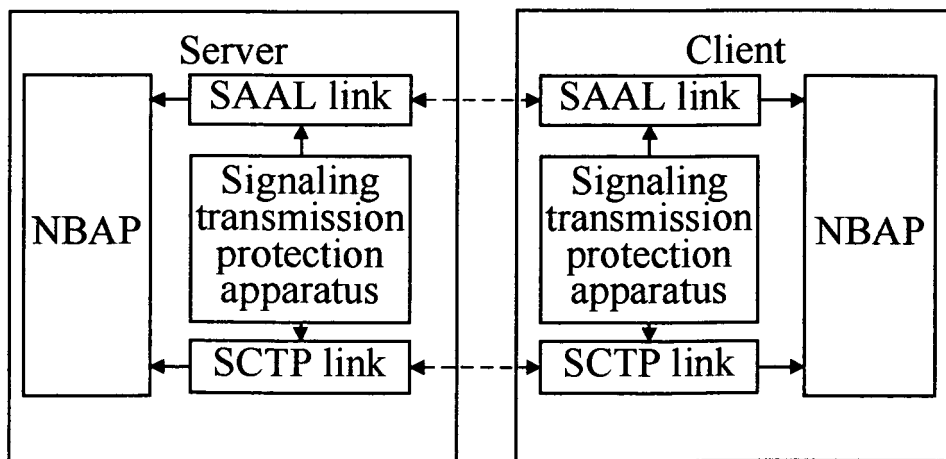 Server
SAAL link
NBAP
Signaling
transmission
protection
apparatus
SCTP link
Client
SAAL link
Signaling
transmission
protection
apparatus
NBAP
SCTP link